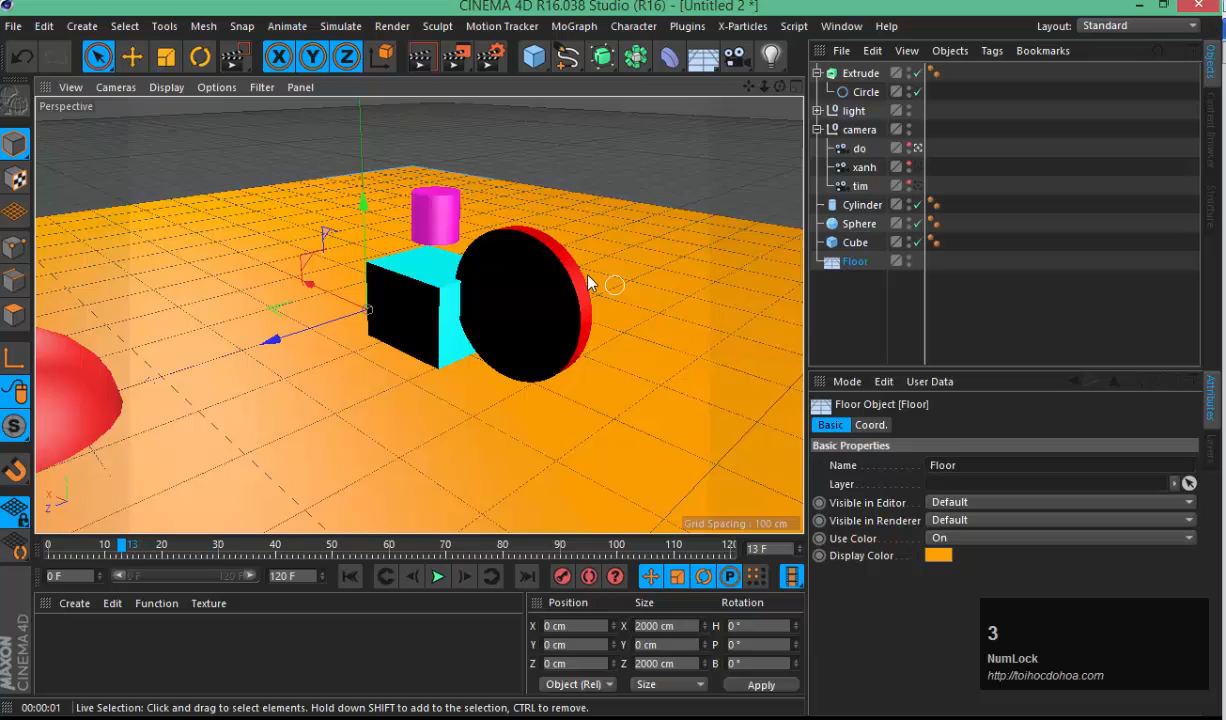 CINEMA 4D R16.038 Studio (R16) - [Untitled 2 *]
File Edit Create Select Tools Mesh Snap Animate Simulate Render Sculpt Motion Tracker MoGraph Character Plugins X-Particles Script Window Help Layout: Standard
X Y Z
File Edit View Objects Tags Bookmarks
Extrude
Circle
light
camera
do
xanh
tim
Cylinder
Sphere
Cube
Floor
Objects
Content Browser
Structure
View Cameras Display Options Filter Panel
Perspective
Grid Spacing : 100 cm
Mode Edit User Data
Floor Object [Floor]
Basic Coord.
Basic Properties
Name Floor
Layer
Visible in Editor Default
Visible in Renderer Default
Use Color On
Display Color
Attributes
Layers
0 10 13 20 30 40 50 60 70 80 90 100 110 120 13 F
0 F 0 F 120 F 120 F
Create Edit Function Texture
Position Size Rotation
X 0 cm X 2000 cm H 0 °
Y 0 cm Y 0 cm P 0 °
Z 0 cm Z 2000 cm B 0 °
Object (Rel) Size Apply
3
NumLock
http://toihocdohoa.com
MAXON
CINEMA 4D
00:00:01 Live Selection: Click and drag to select elements. Hold down SHIFT to add to the selection, CTRL to remove.